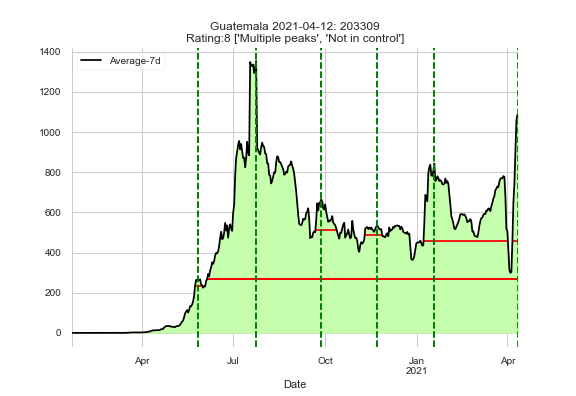 Guatemala 2021-04-12: 203309
Rating:8 ['Multiple peaks', 'Not in control']
Average-7d
1400
1200
1000
800
600
400
200
0
Apr
Jul
Oct
Jan
2021
Apr
Date